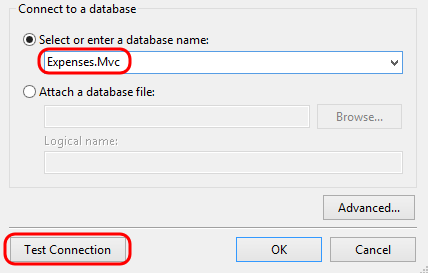 Connect to a database
Select or enter a database name:
Expenses.Mvc
Attach a database file:
Browse...
Logical name:
Advanced...
Test Connection
OK
Cancel